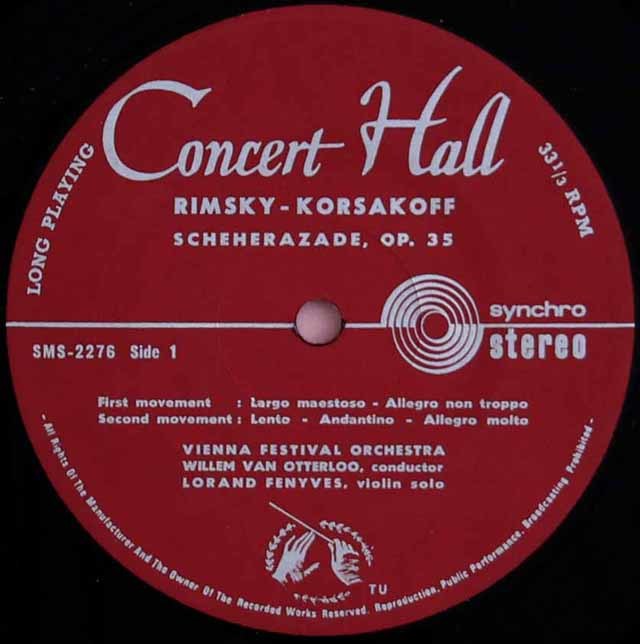 Concert Hall
LONG PLAYING
33 1/3 RPM
RIMSKY-KORSAKOFF
SCHEHERAZADE, OP. 35
synchro
stereo
SMS-2276 Side 1
First movement : Largo maestoso - Allegro non troppo
Second movement : Lento - Andantino - Allegro molto
VIENNA FESTIVAL ORCHESTRA
WILLEM VAN OTTERLOO, conductor
LORAND FENYVES, violin solo
TU
- All Rights Of The Manufacturer And The Owner Of The Recorded Works Reserved. Reproduction, Public Performance, Broadcasting Prohibited -